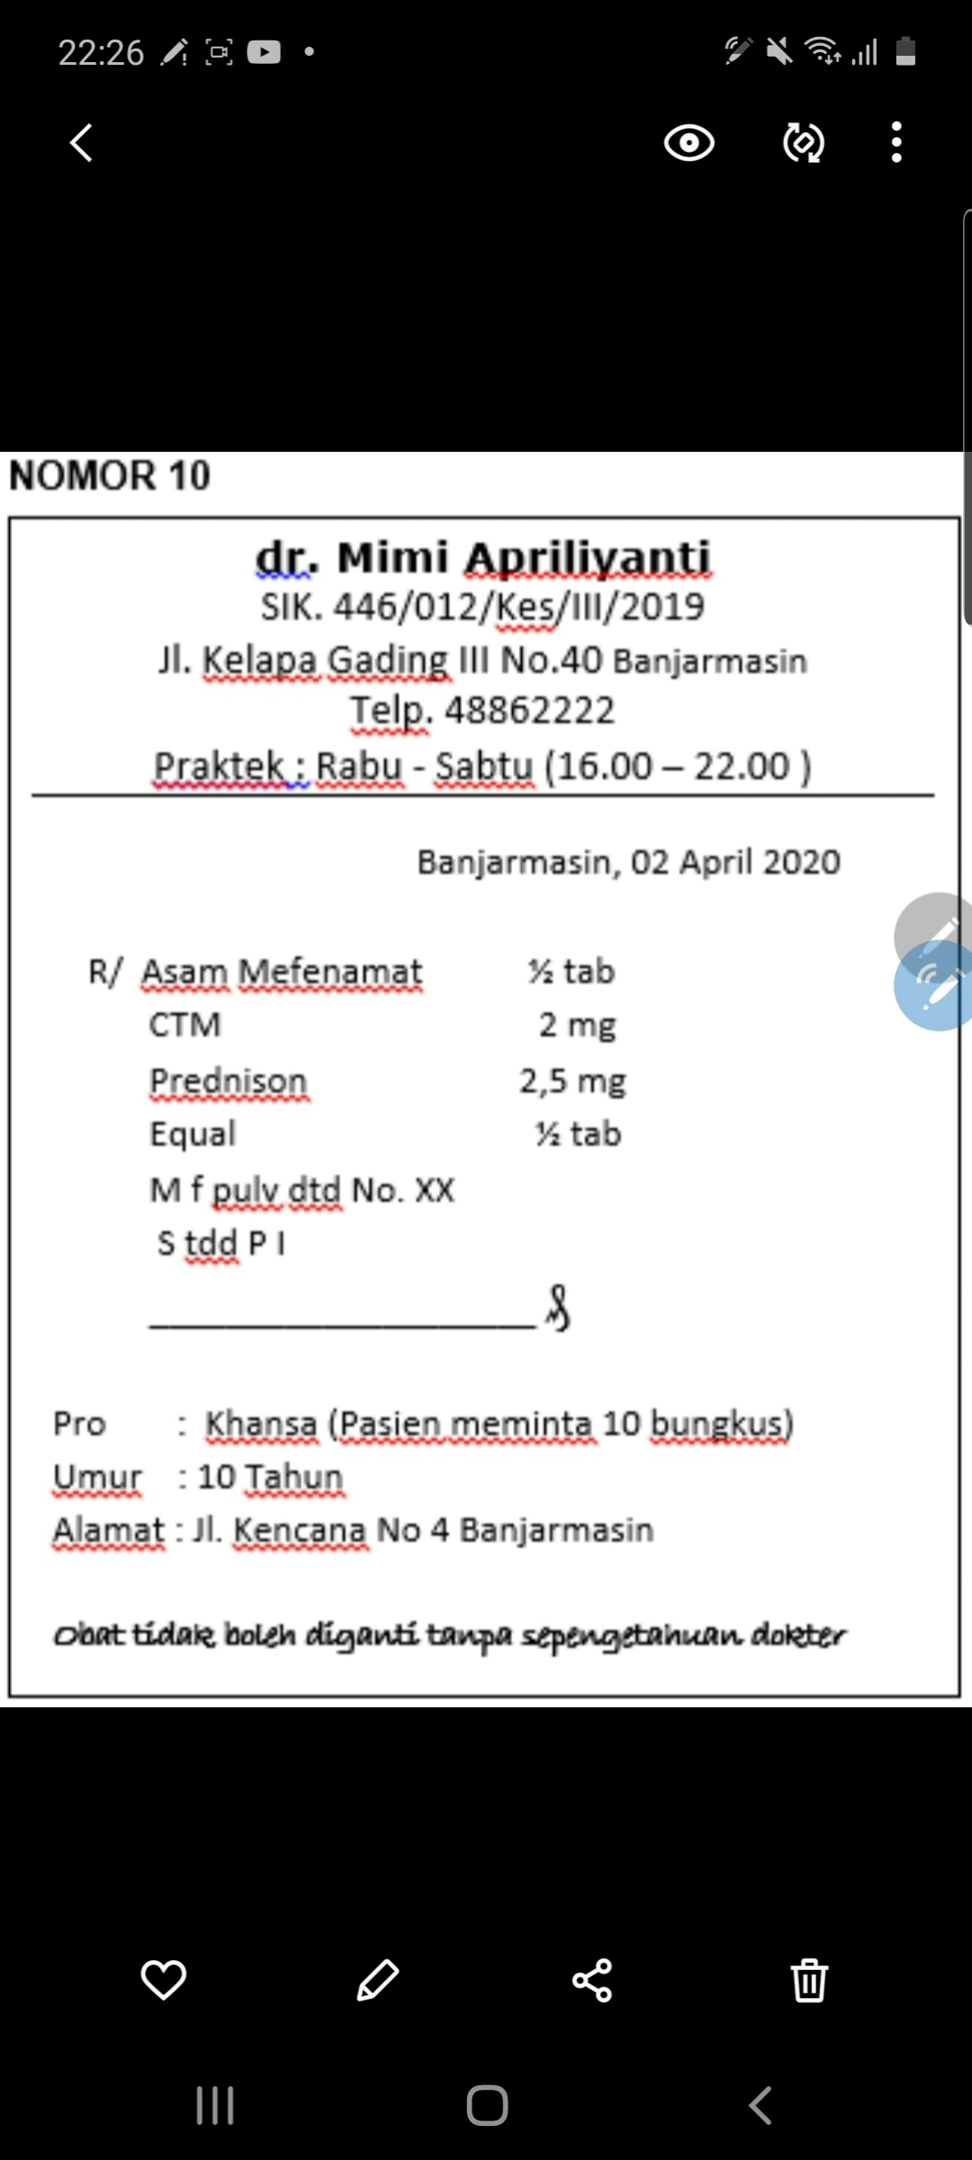 22:26
NOMOR 10
dr. Mimi Apriliyanti
SIK. 446/012/Kes/III/2019
Jl. Kelapa Gading III No.40 Banjarmasin
Telp. 48862222
Praktek : Rabu - Sabtu (16.00 – 22.00 )
Banjarmasin, 02 April 2020
R/ Asam Mefenamat ½ tab
CTM 2 mg
Prednison 2,5 mg
Equal ½ tab
M f pulv dtd No. XX
S tdd P I
Pro : Khansa (Pasien meminta 10 bungkus)
Umur : 10 Tahun
Alamat : Jl. Kencana No 4 Banjarmasin
Obat tidak boleh diganti tanpa sepengetahuan dokter